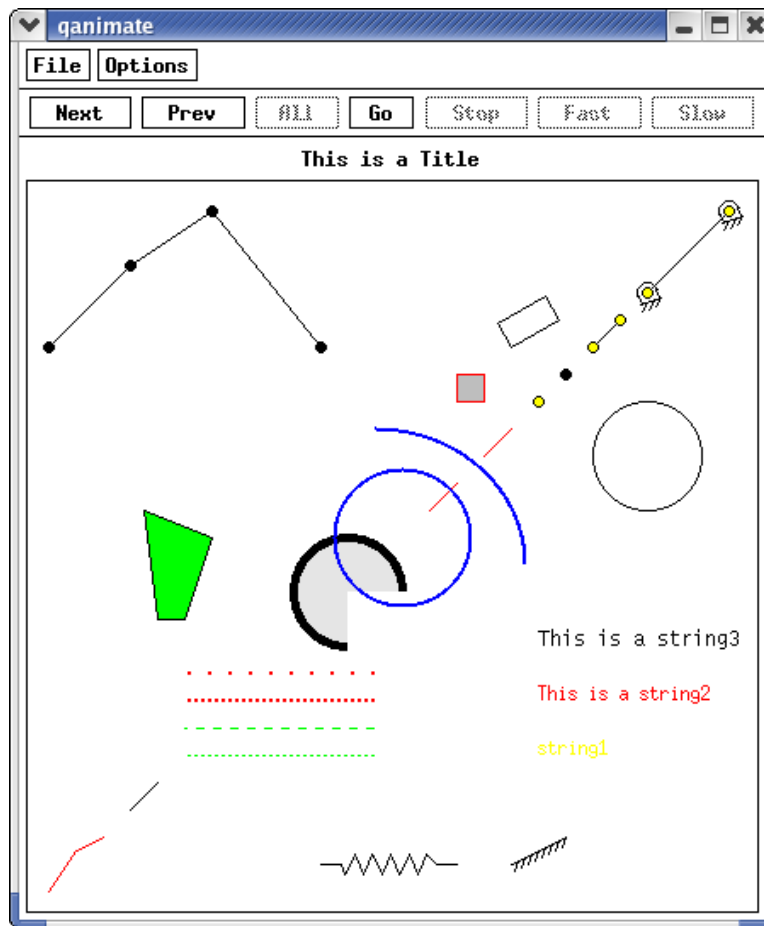 qanimate
File Options
Next Prev All Go Stop Fast Slow
This is a Title
This is a string3
This is a string2
string1